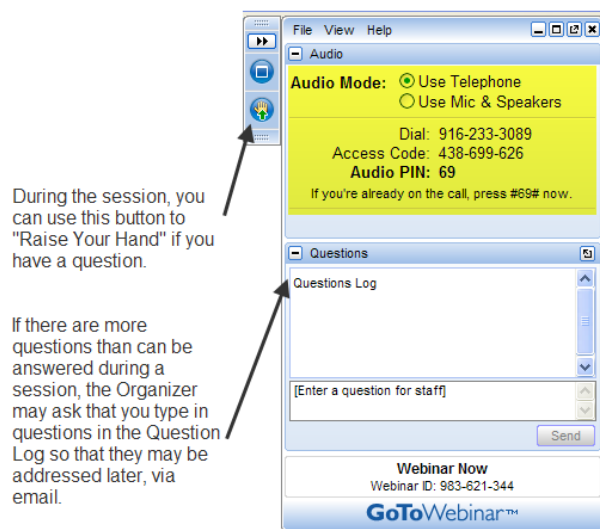 File View Help
Audio
Audio Mode: Use Telephone
Use Mic & Speakers
Dial: 916-233-3089
Access Code: 438-699-626
Audio PIN: 69
If you're already on the call, press #69# now.
During the session, you
can use this button to
"Raise Your Hand" if you
have a question.
Questions
Questions Log
If there are more
questions than can be
answered during a
session, the Organizer
may ask that you type in
questions in the Question
Log so that they may be
addressed later, via
email.
[Enter a question for staff]
Send
Webinar Now
Webinar ID: 983-621-344
GoToWebinar™